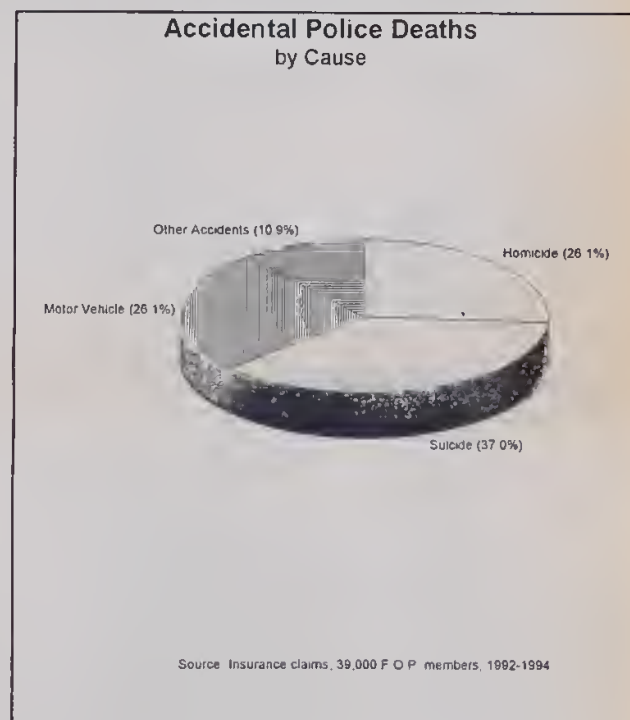 Accidental Police Deaths
by Cause
Other Accidents (10 9%)
Homicide (26 1%)
Motor Vehicle (26 1%)
Suicide (37 0%)
Source Insurance claims, 39,000 F O P members, 1992-1994